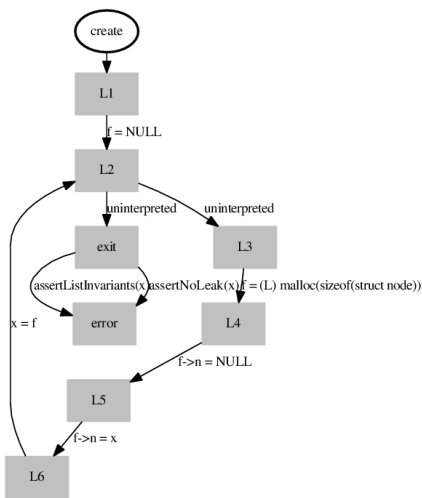 create
L1
f = NULL
L2
uninterpreted
uninterpreted
exit
L3
assertListInvariants(x)
assertNoLeak(x)
f = (L) malloc(sizeof(struct node))
error
L4
x = f
f->n = NULL
L5
f->n = x
L6